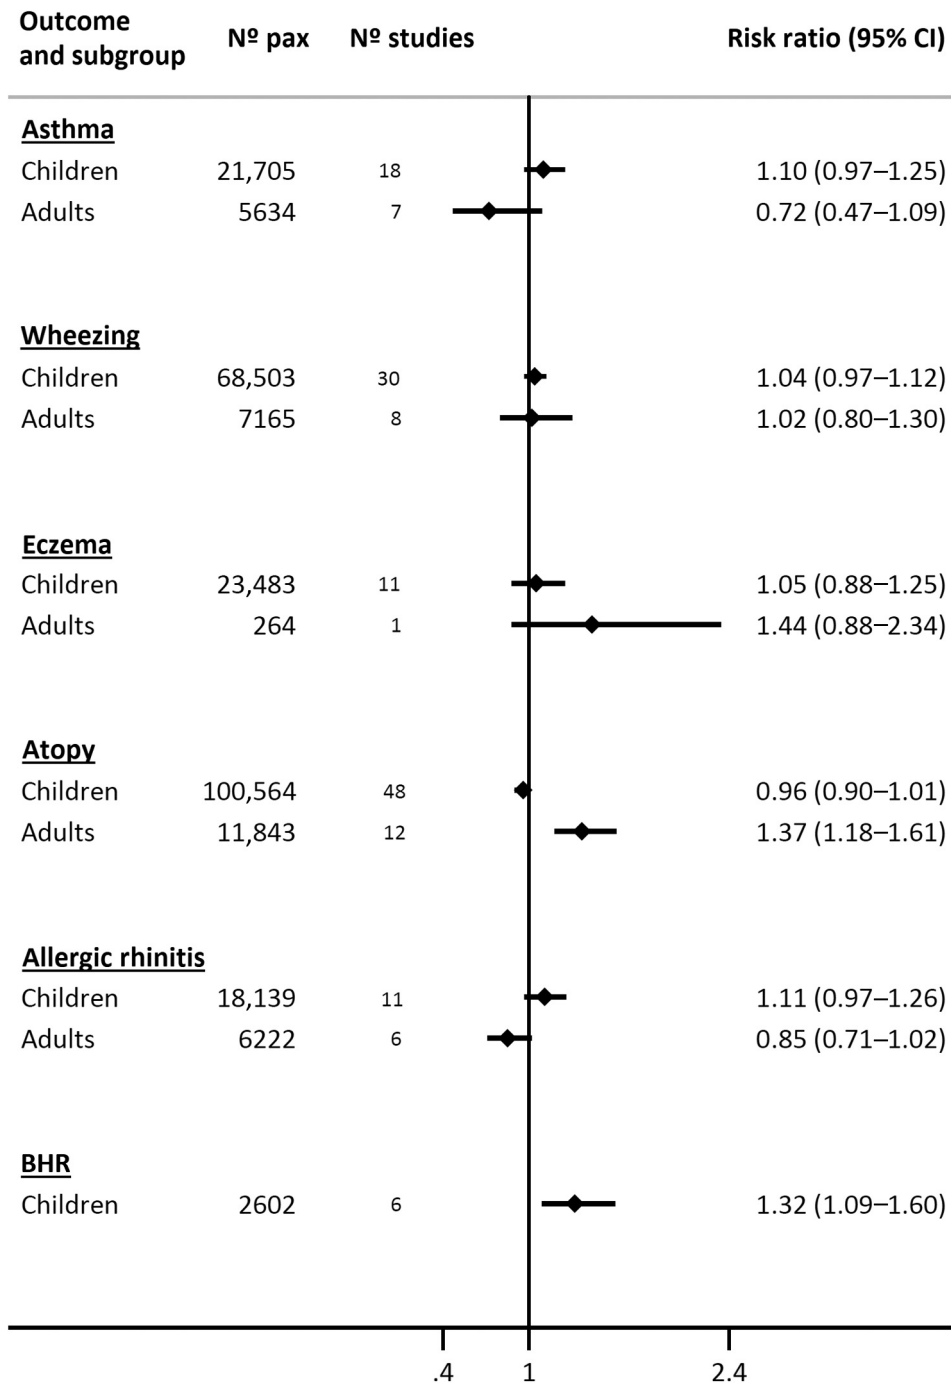 Outcome
and subgroup Nº pax Nº studies Risk ratio (95% CI)
Asthma
Children 21,705 18 1.10 (0.97–1.25)
Adults 5634 7 0.72 (0.47–1.09)
Wheezing
Children 68,503 30 1.04 (0.97–1.12)
Adults 7165 8 1.02 (0.80–1.30)
Eczema
Children 23,483 11 1.05 (0.88–1.25)
Adults 264 1 1.44 (0.88–2.34)
Atopy
Children 100,564 48 0.96 (0.90–1.01)
Adults 11,843 12 1.37 (1.18–1.61)
Allergic rhinitis
Children 18,139 11 1.11 (0.97–1.26)
Adults 6222 6 0.85 (0.71–1.02)
BHR
Children 2602 6 1.32 (1.09–1.60)
.4 1 2.4